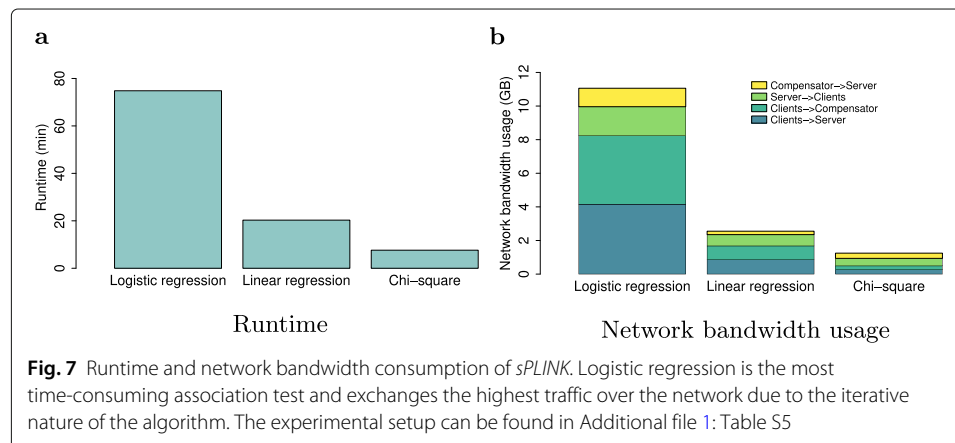 a
Runtime (min)
0 20 40 60 80
Logistic regression Linear regression Chi−square
Runtime
b
Network bandwidth usage (GB)
0 2 4 6 8 10 12
Compensator−>Server
Server−>Clients
Clients−>Compensator
Clients−>Server
Logistic regression Linear regression Chi−square
Network bandwidth usage
Fig. 7 Runtime and network bandwidth consumption of sPLINK. Logistic regression is the most
time-consuming association test and exchanges the highest traffic over the network due to the iterative
nature of the algorithm. The experimental setup can be found in Additional file 1: Table S5